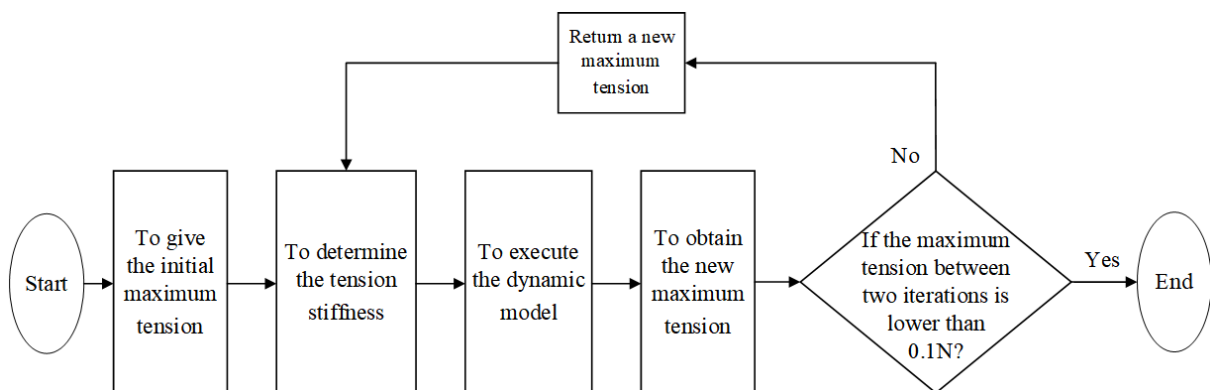 Start
To give
the initial
maximum
tension
To determine
the tension
stiffness
To execute
the dynamic
model
To obtain
the new
maximum
tension
If the maximum
tension between
two iterations is
lower than
0.1N?
No
Return a new
maximum
tension
Yes
End